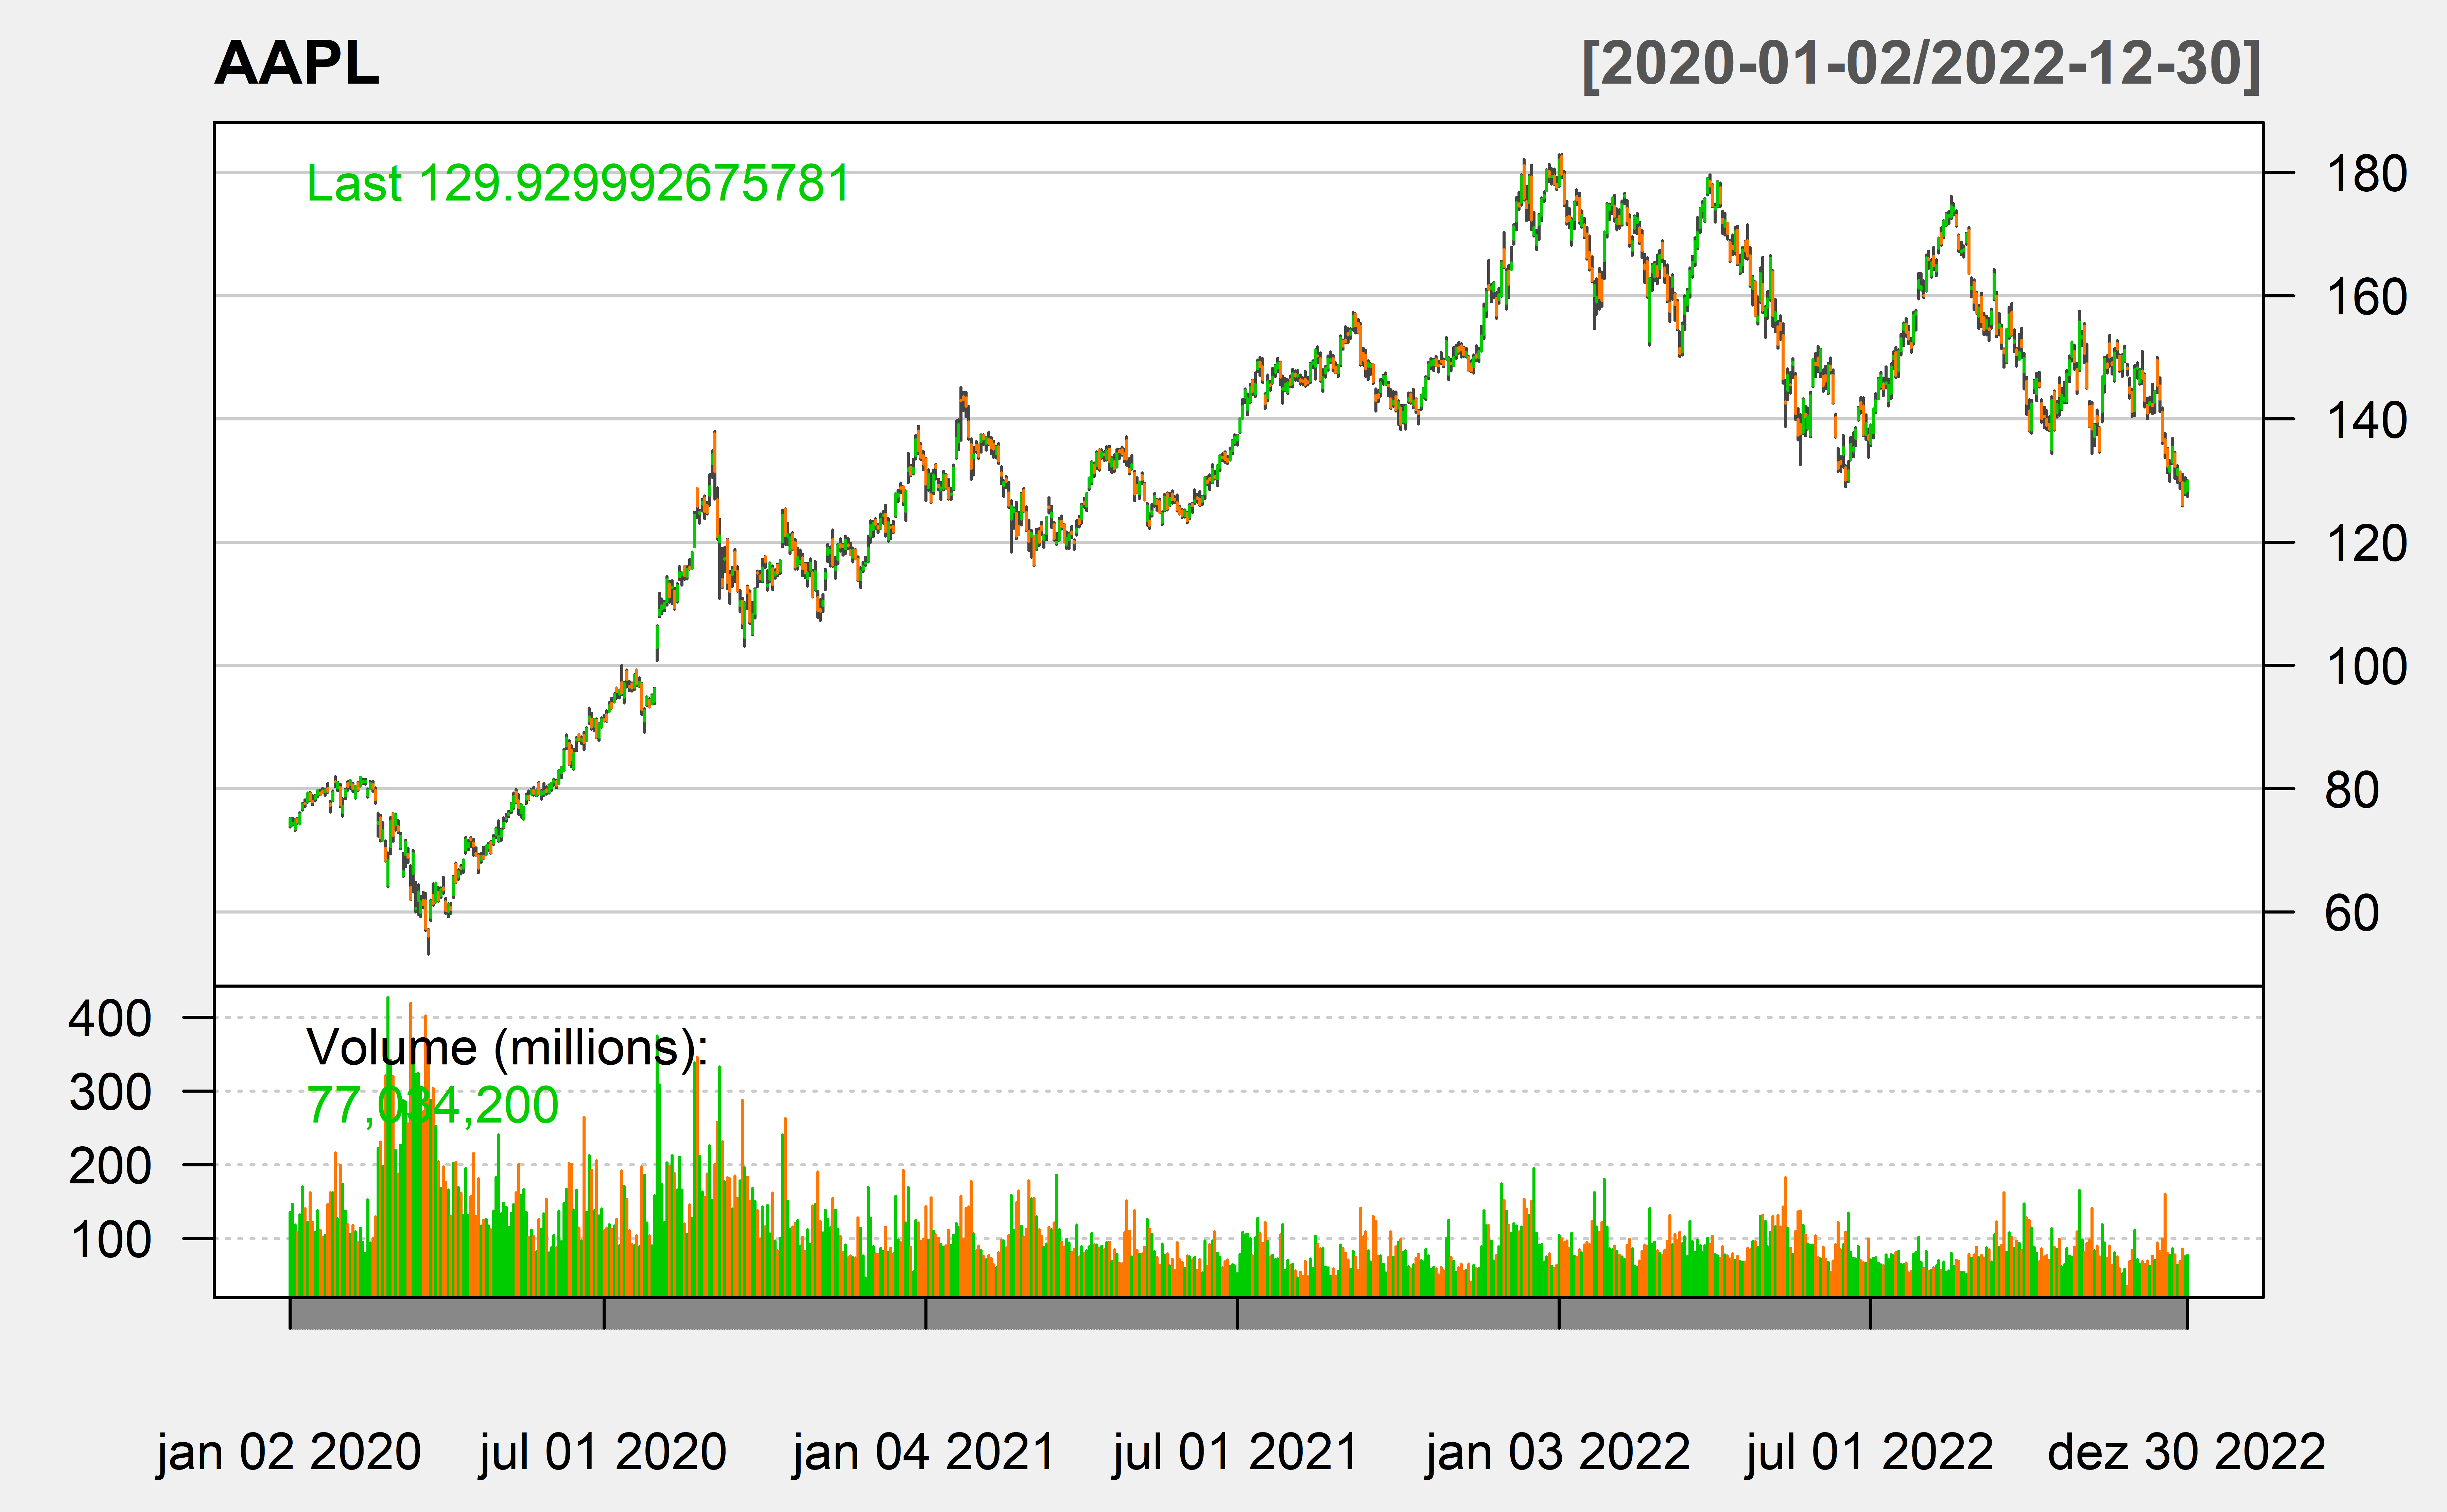 AAPL
[2020-01-02/2022-12-30]
Last 129.929992675781
180
160
140
120
100
80
60
400
300
200
100
Volume (millions):
77,034,200
jan 02 2020
jul 01 2020
jan 04 2021
jul 01 2021
jan 03 2022
jul 01 2022
dez 30 2022